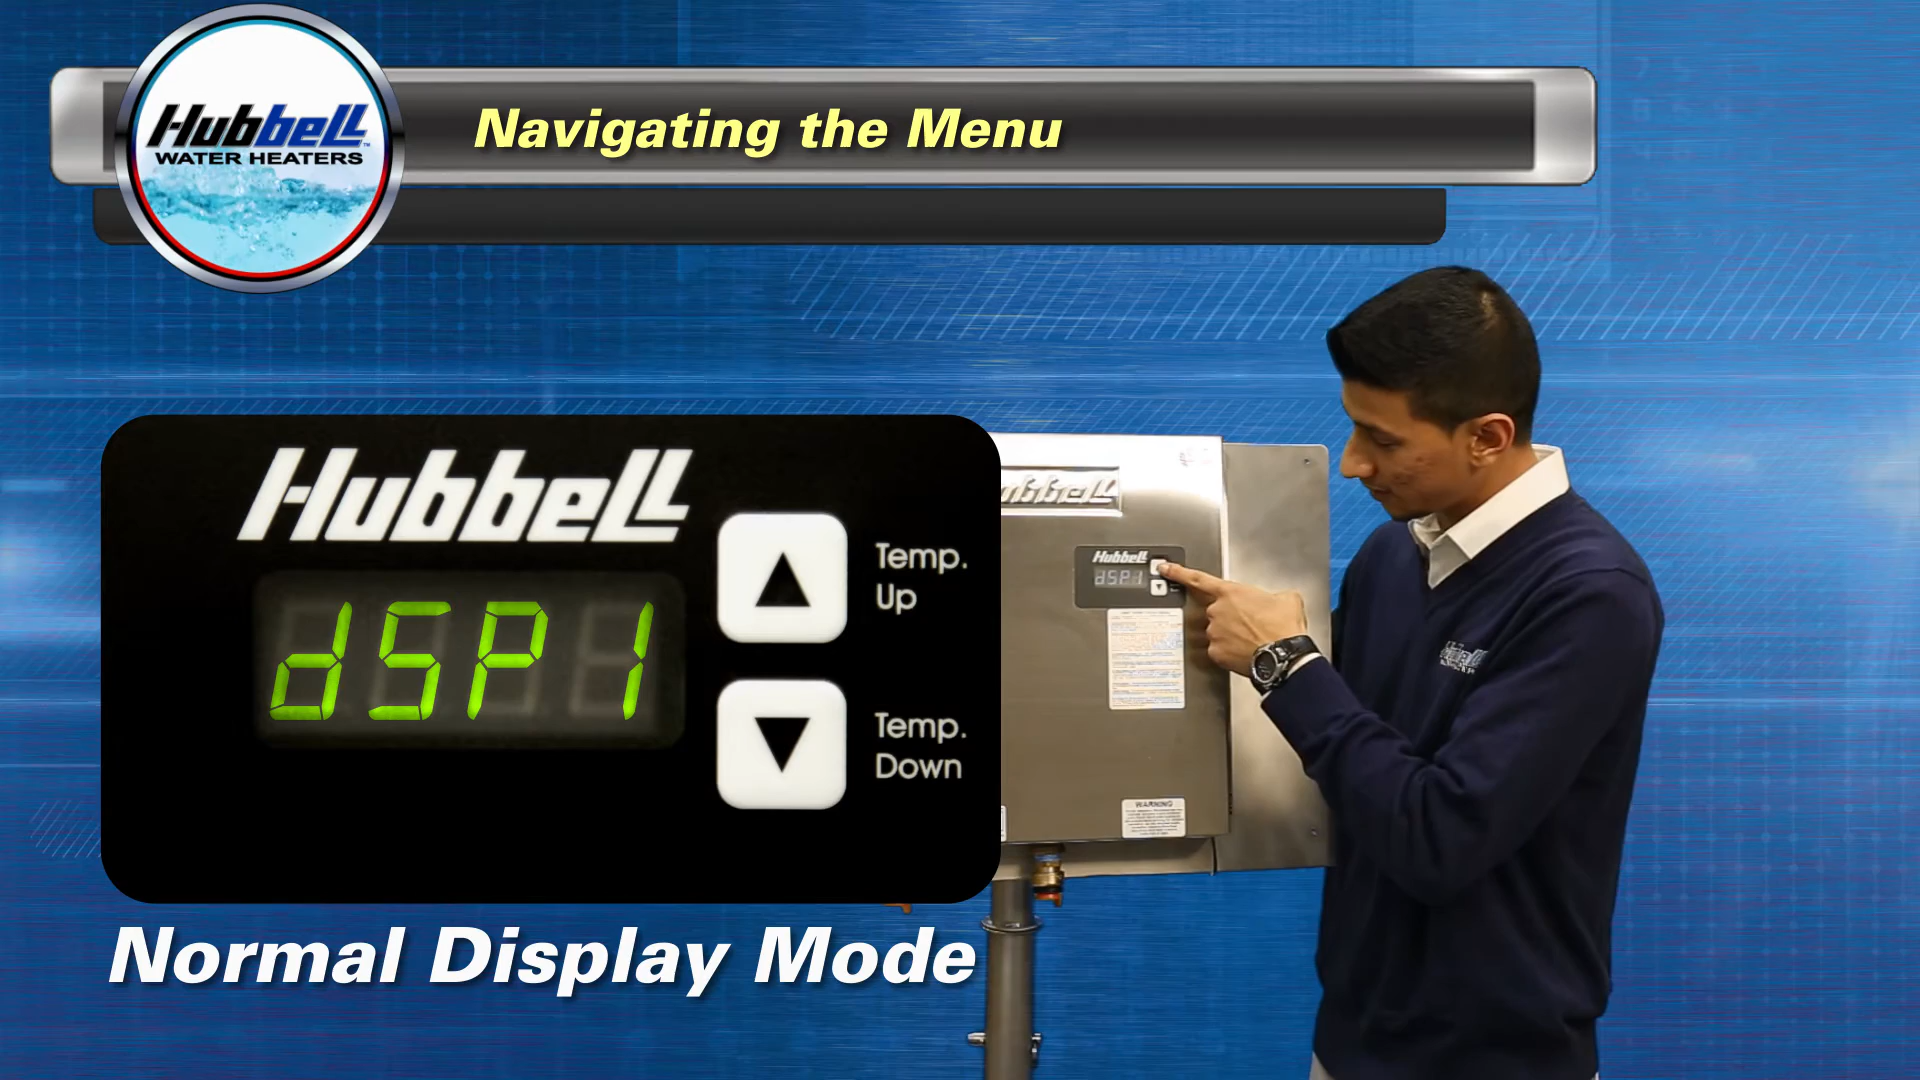 Hubbell™
WATER HEATERS
Navigating the Menu
Hubbell
dSP1
Temp.
Up
Temp.
Down
Normal Display Mode
Hubbell
Hubbell
dSP1
WARNING
Hubbell